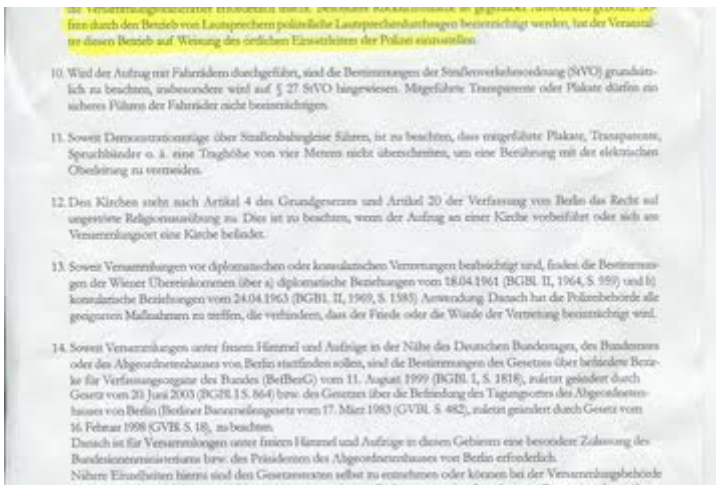 fern durch den Betrieb von Lautsprechern polizeiliche Lautsprecherdurchsagen beeinträchtigt werden, hat der Veranstal-
ter diesen Betrieb auf Weisung des örtlichen Einsatzleiters der Polizei einzustellen.
10. Wird der Aufzug mit Fahrrädern durchgeführt, sind die Bestimmungen der Straßenverkehrsordnung (StVO) grundsätz-
lich zu beachten, insbesondere wird auf § 27 StVO hingewiesen. Mitgeführte Transparente oder Plakate dürfen ein
sicheres Führen der Fahrräder nicht beeinträchtigen.
11. Soweit Demonstrationszüge über Straßenbahngleise führen, ist zu beachten, dass mitgeführte Plakate, Transparente,
Spruchbänder o. ä. eine Traghöhe von vier Metern nicht überschreiten, um eine Berührung mit der elektrischen
Oberleitung zu vermeiden.
12. Den Kirchen steht nach Artikel 4 des Grundgesetzes und Artikel 20 der Verfassung von Berlin das Recht auf
ungestörte Religionsausübung zu. Dies ist zu beachten, wenn der Aufzug an einer Kirche vorbeiführt oder sich am
Versammlungsort eine Kirche befindet.
13. Soweit Versammlungen vor diplomatischen oder konsularischen Vertretungen beabsichtigt sind, finden die Bestimmun-
gen der Wiener Übereinkommen über a) diplomatische Beziehungen vom 18.04.1961 (BGBl. II, 1964, S. 959) und b)
konsularische Beziehungen vom 24.04.1963 (BGBl. II, 1969, S. 1585) Anwendung. Danach hat die Polizeibehörde alle
geeigneten Maßnahmen zu treffen, die verhindern, dass der Friede oder die Würde der Vertretung beeinträchtigt wird.
14. Soweit Versammlungen unter freiem Himmel und Aufzüge in der Nähe des Deutschen Bundestages, des Bundesrates
oder des Abgeordnetenhauses von Berlin stattfinden sollen, sind die Bestimmungen des Gesetzes über befriedete Bezir-
ke für Verfassungsorgane des Bundes (BefBezG) vom 11. August 1999 (BGBl. I, S. 1818), zuletzt geändert durch
Gesetz vom 20. Juni 2003 (BGBl I S. 864) bzw. des Gesetzes über die Befriedung des Tagungsortes des Abgeordneten-
hauses von Berlin (Berliner Bannmeilengesetz vom 17. März 1983 (GVBl. S. 482), zuletzt geändert durch Gesetz vom
16. Februar 1998 (GVBl. S. 18), zu beachten.
Danach ist für Versammlungen unter freiem Himmel und Aufzüge in diesen Gebieten eine besondere Zulassung des
Bundesinnenministeriums bzw. des Präsidenten des Abgeordnetenhauses von Berlin erforderlich.
Nähere Einzelheiten hierzu sind den Gesetzestexten selbst zu entnehmen oder können bei der Versammlungsbehörde